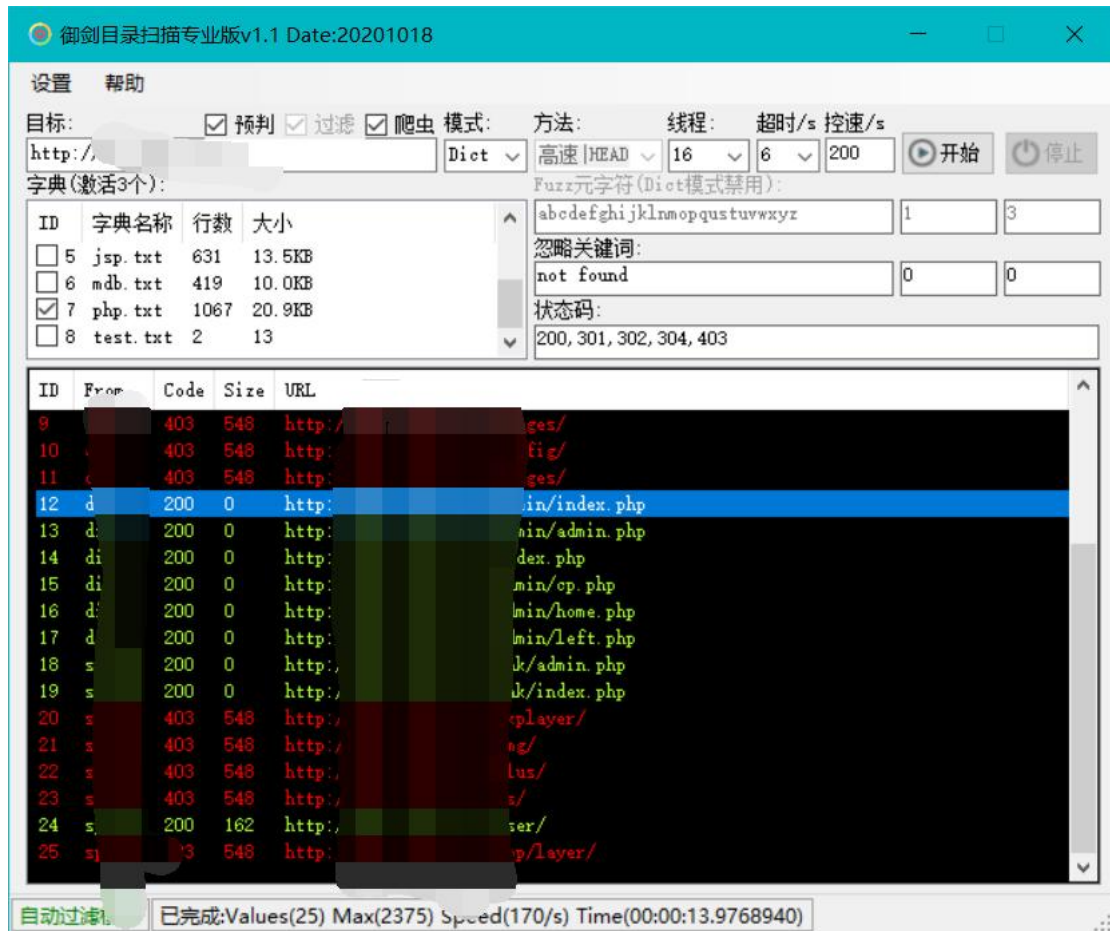 御剑目录扫描专业版v1.1 Date:20201018
设置 帮助
目标: 预判 过滤 爬虫 模式: 方法: 线程: 超时/s 控速/s
http:/ Dict 高速|HEAD 16 6 200 开始 停止
字典(激活3个): Fuzz元字符(Dict模式禁用):
ID 字典名称 行数 大小 abcdefghijklnmopqustuvwxyz 1 3
5 jsp.txt 631 13.5KB 忽略关键词:
6 mdb.txt 419 10.0KB not found 0 0
7 php.txt 1067 20.9KB 状态码:
8 test.txt 2 13 200,301,302,304,403
ID From Code Size URL
9 403 548 http:/ ges/
10 403 548 http: fig/
11 403 548 http: ges/
12 d 200 0 http: in/index.php
13 d 200 0 http: min/admin.php
14 di 200 0 http: dex.php
15 di 200 0 http: min/cp.php
16 d 200 0 http: min/home.php
17 d 200 0 http: min/left.php
18 s 200 0 http:/ k/admin.php
19 s 200 0 http:/ k/index.php
20 s 403 548 http:/ player/
21 s 403 548 http:/ ng/
22 s 403 548 http:/ lus/
23 s 403 548 http:/ s/
24 s 200 162 http:/ ser/
25 sp 3 548 http: p/layer/
自动过滤 已完成:Values(25) Max(2375) Speed(170/s) Time(00:00:13.9768940)